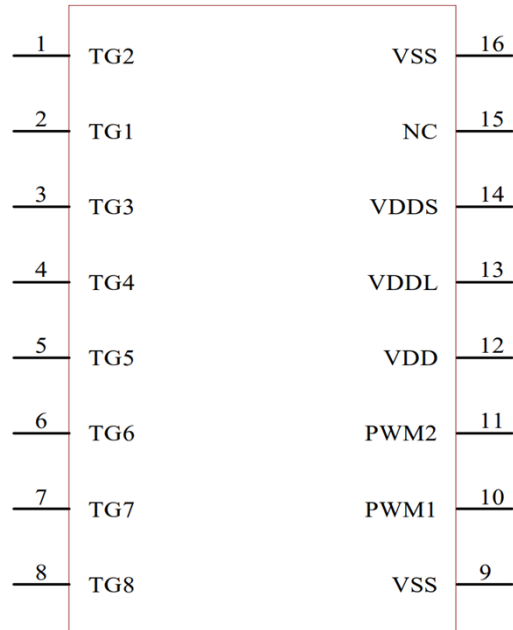 1 TG2 VSS 16
2 TG1 NC 15
3 TG3 VDDS 14
4 TG4 VDDL 13
5 TG5 VDD 12
6 TG6 PWM2 11
7 TG7 PWM1 10
8 TG8 VSS 9